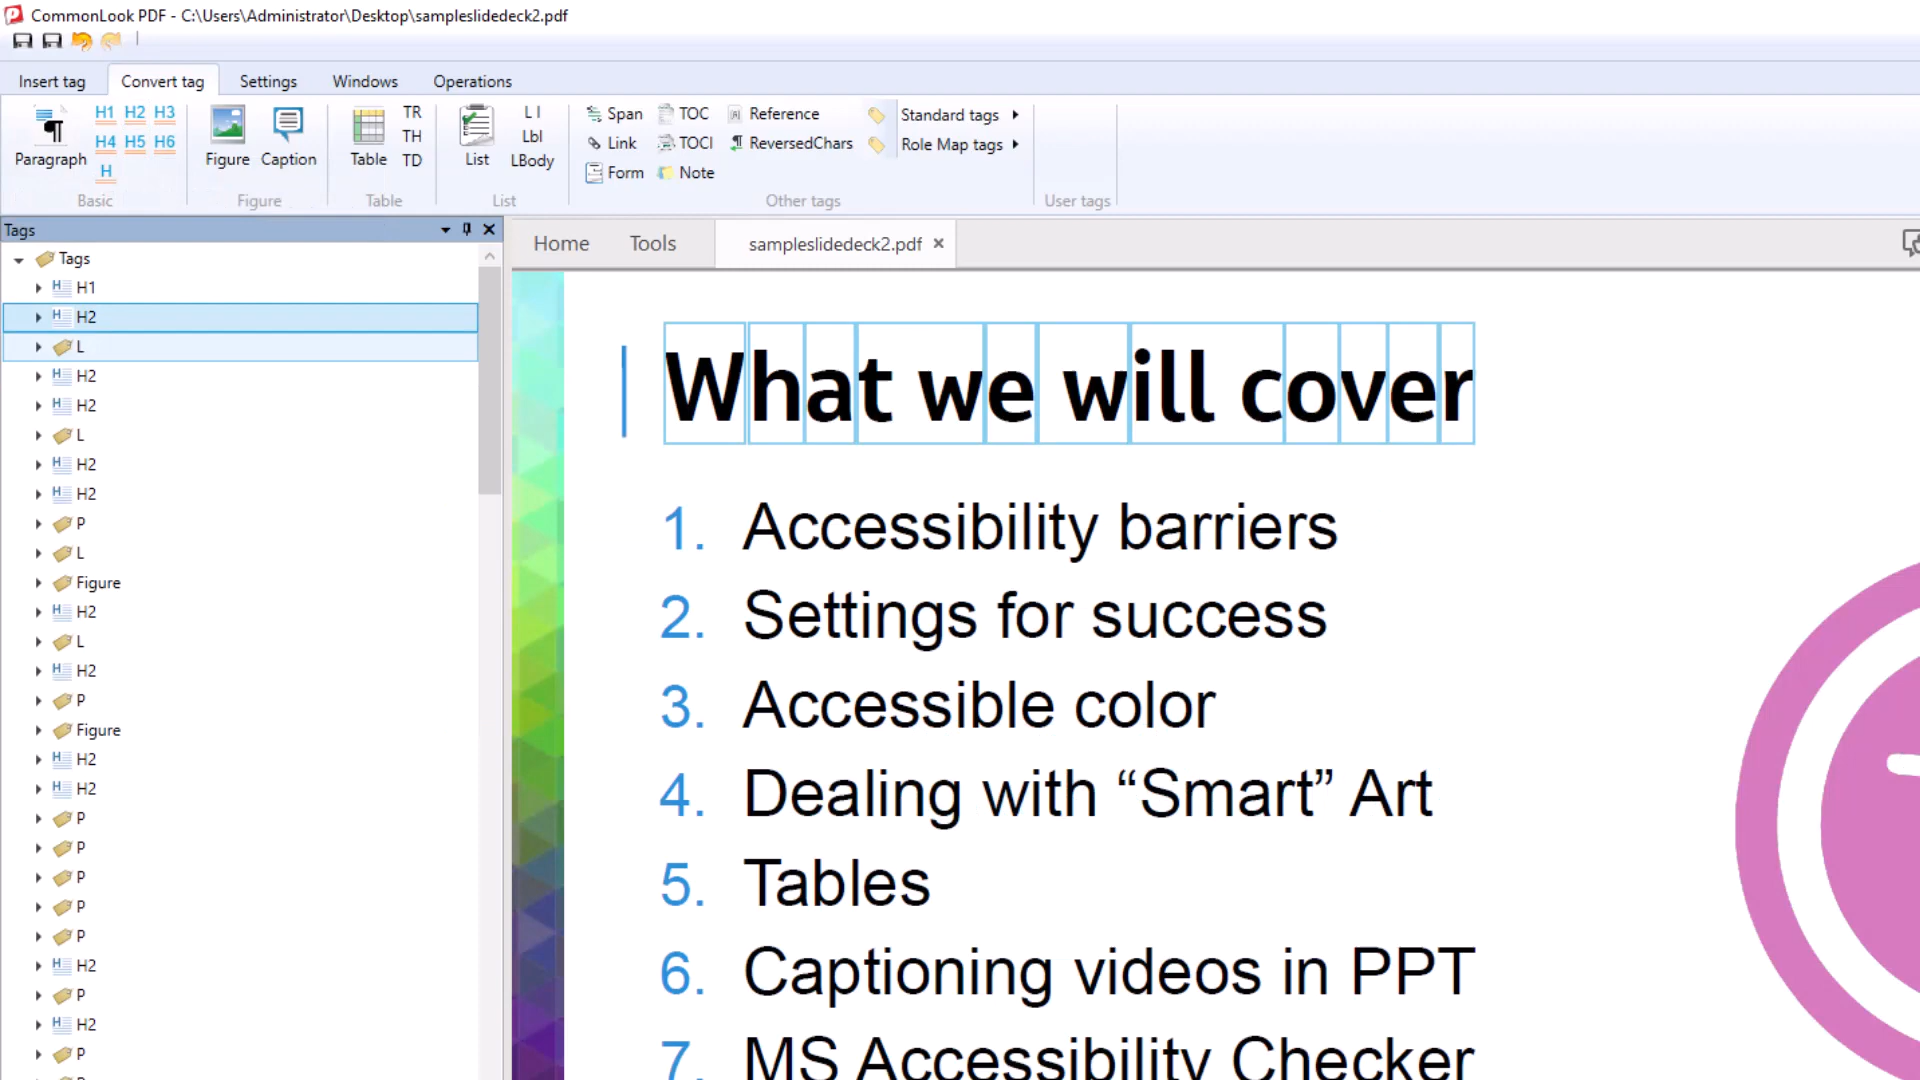 CommonLook PDF - C:\Users\Administrator\Desktop\sampleslidedeck2.pdf
Insert tag Convert tag Settings Windows Operations
Paragraph H1 H2 H3
H4 H5 H6
H
Basic
Figure Caption
Figure
Table TR
TH
TD
Table
List L I
Lbl
LBody
List
Span TOC Reference Standard tags
Link TOCI ReversedChars Role Map tags
Form Note
Other tags
User tags
Tags
Tags
H1
H2
L
H2
H2
L
H2
H2
P
L
Figure
H2
L
H2
P
Figure
H2
H2
P
P
P
P
P
H2
P
H2
P
Home Tools sampleslidedeck2.pdf
What we will cover
1. Accessibility barriers
2. Settings for success
3. Accessible color
4. Dealing with “Smart” Art
5. Tables
6. Captioning videos in PPT
7. MS Accessibility Checker